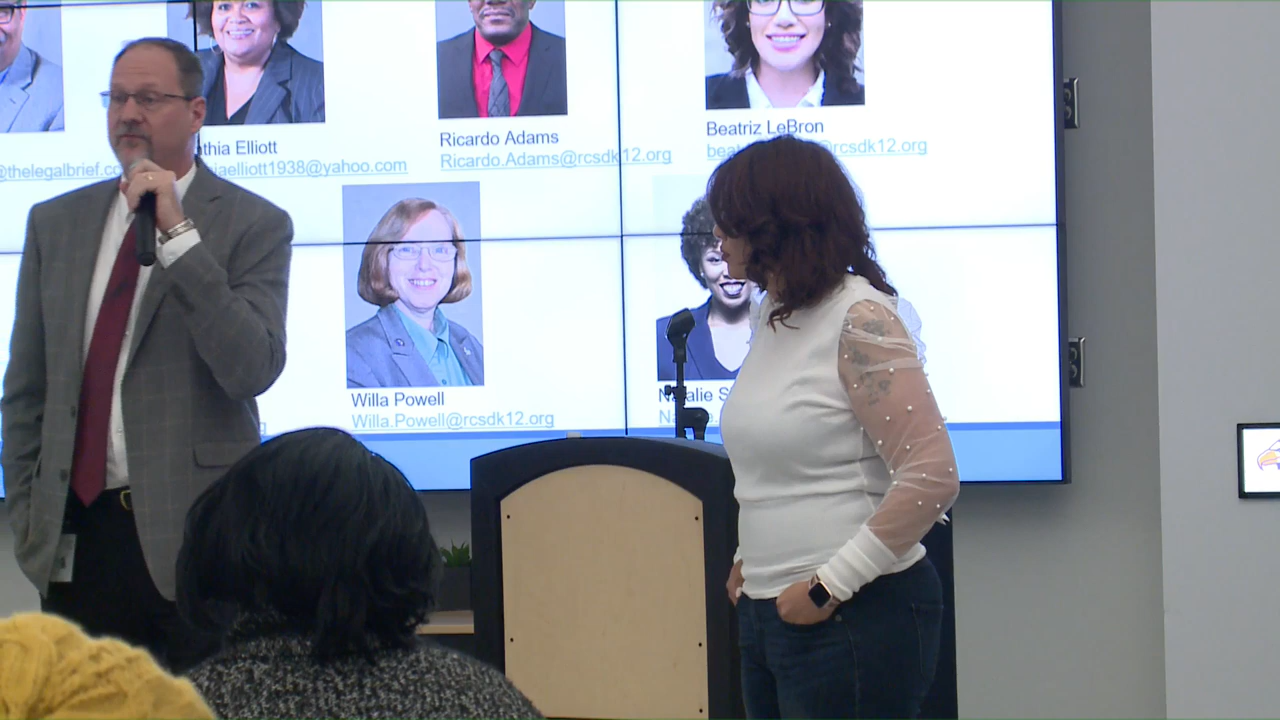 @thelegalbrief.co
thia Elliott
iaelliott1938@yahoo.com
Ricardo Adams
Ricardo.Adams@rcsdk12.org
Beatriz LeBron
rcsdk12.org
Willa Powell
Willa.Powell@rcsdk12.org